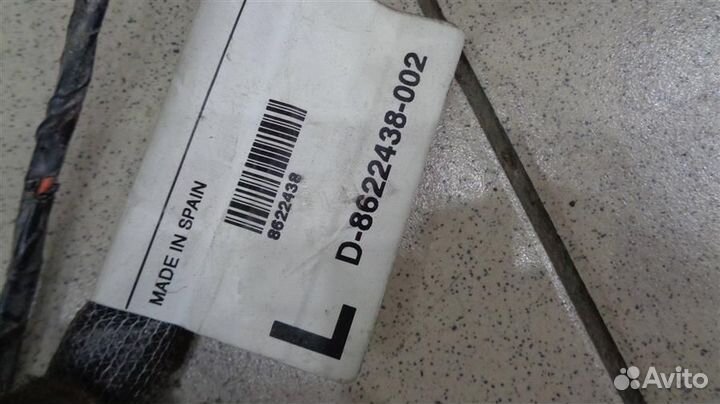 MADE IN SPAIN
8622438
D-8622438-002
L
Avito